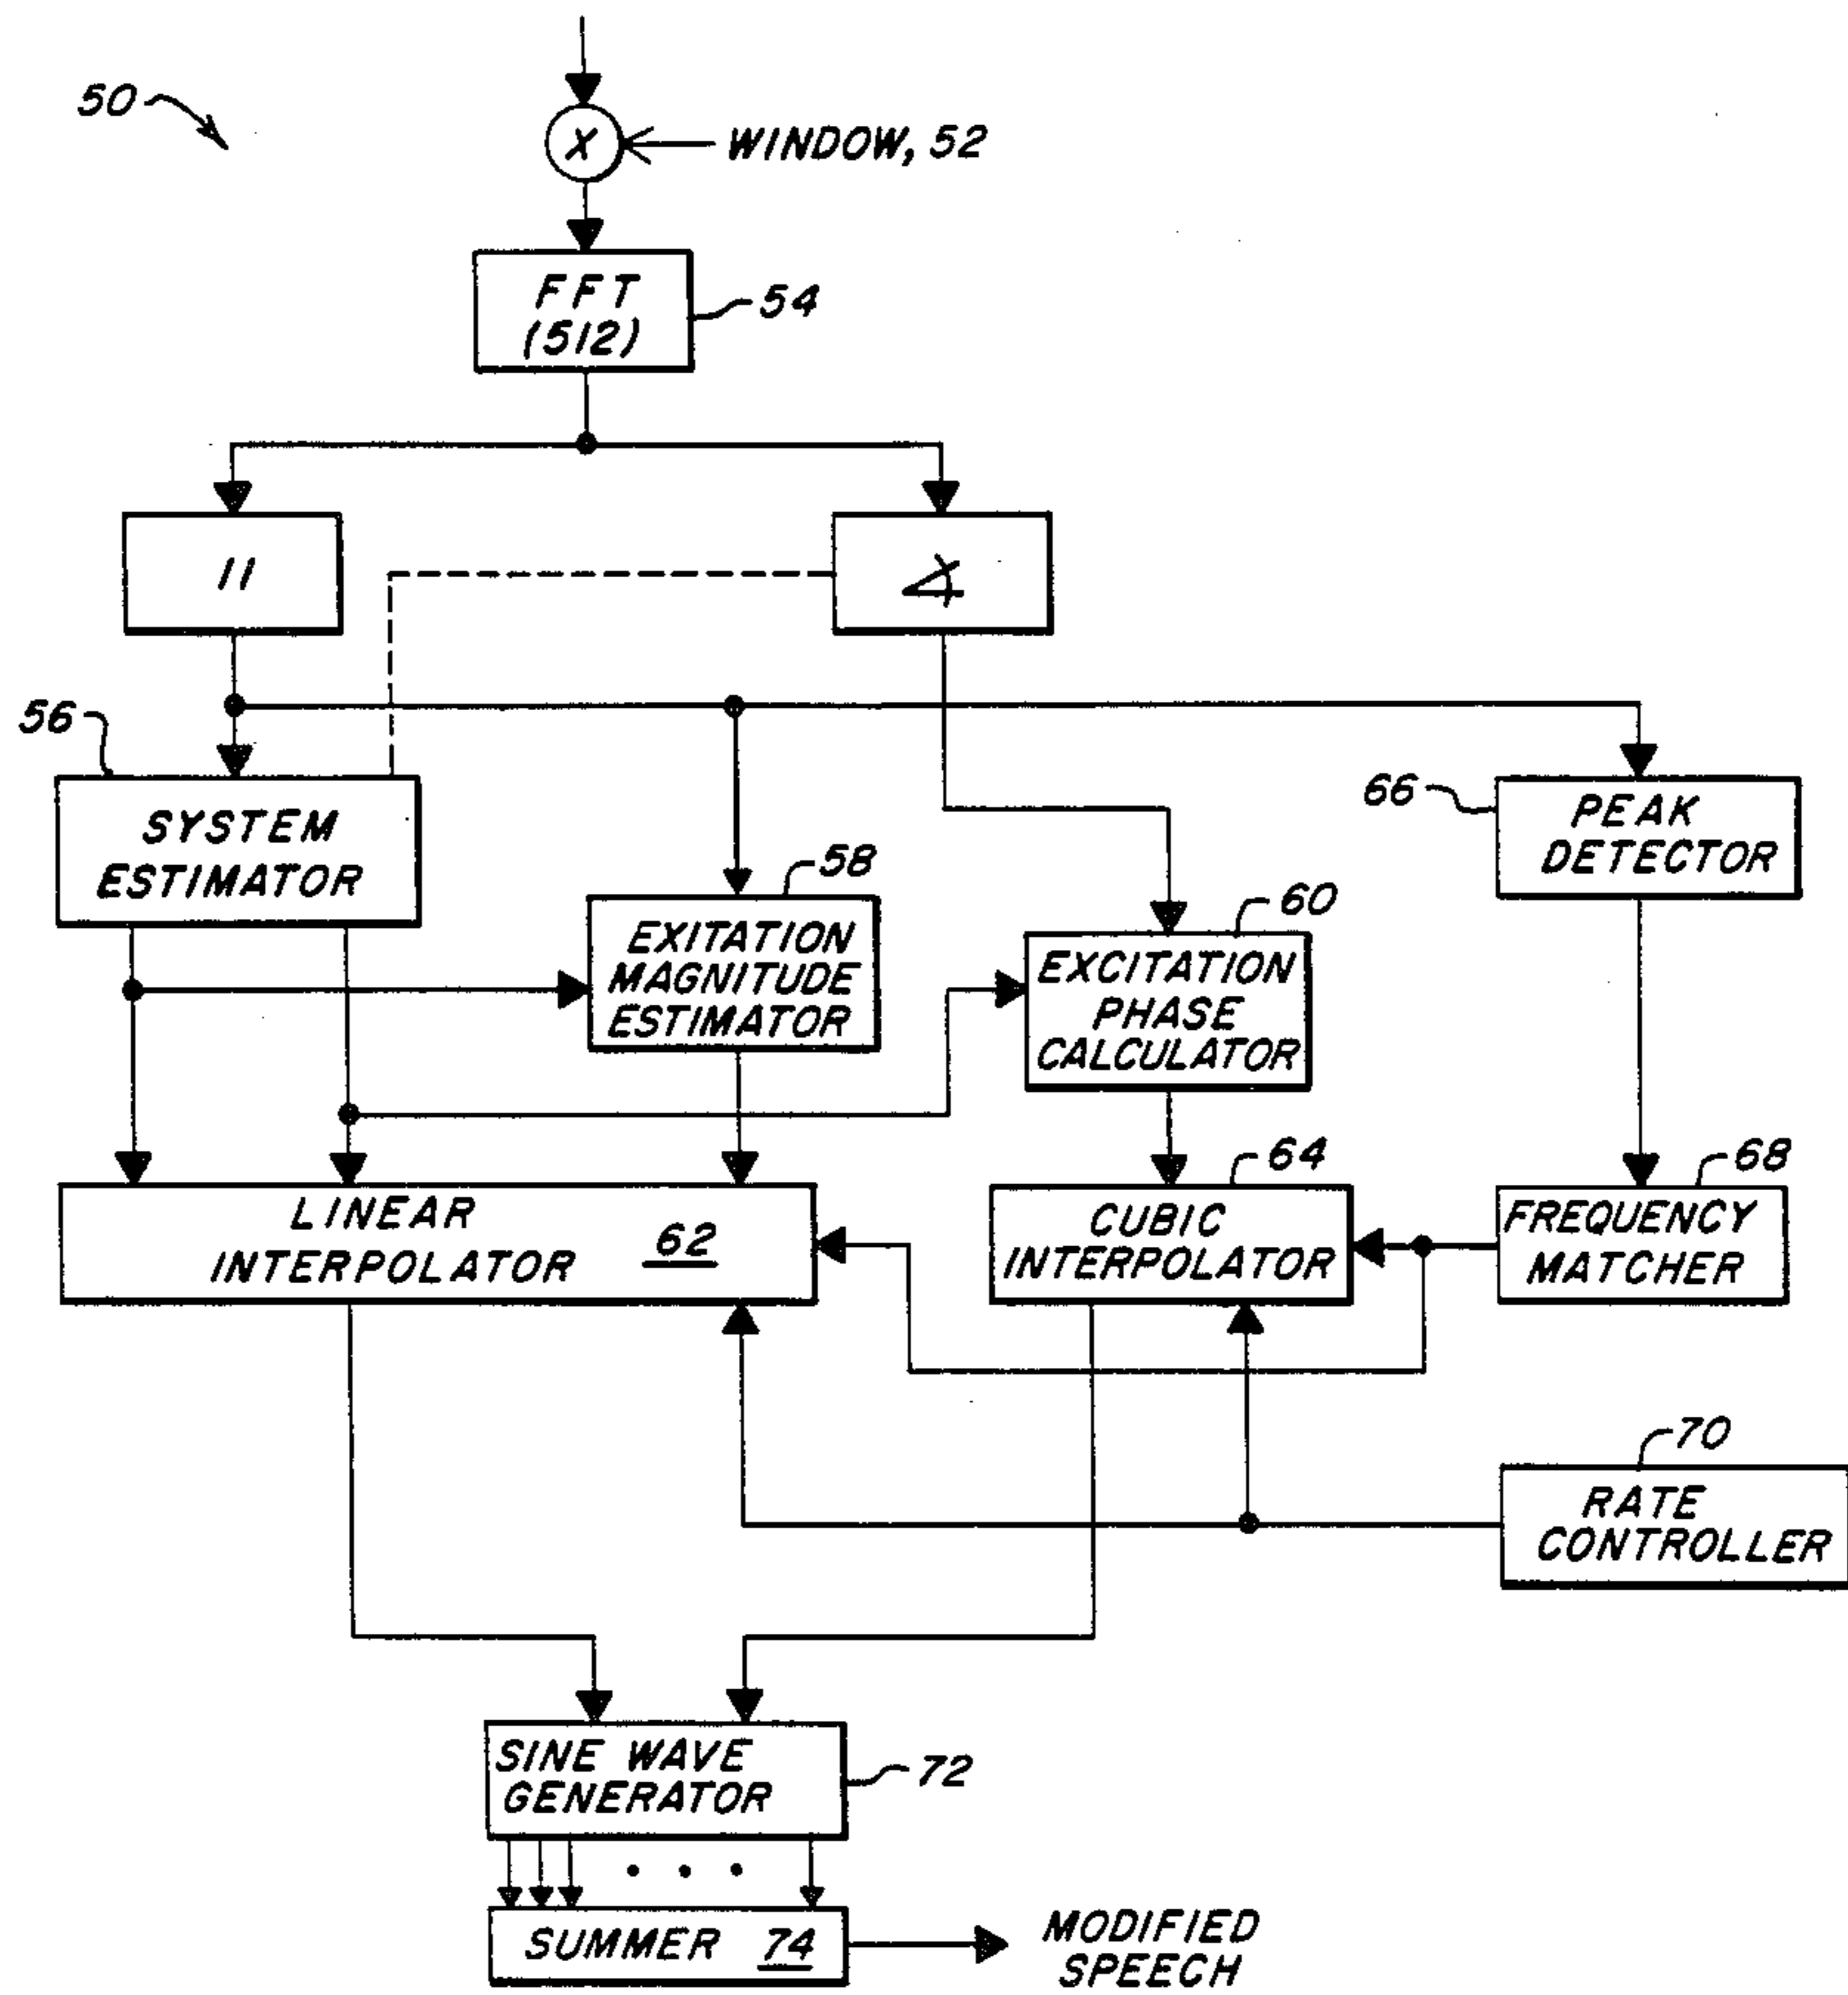 50
X
WINDOW, 52
FFT
(512)
54
||
∡
56
SYSTEM
ESTIMATOR
58
EXITATION
MAGNITUDE
ESTIMATOR
60
EXCITATION
PHASE
CALCULATOR
66
PEAK
DETECTOR
LINEAR
INTERPOLATOR 62
64
CUBIC
INTERPOLATOR
68
FREQUENCY
MATCHER
70
RATE
CONTROLLER
SINE WAVE
GENERATOR
72
• • •
SUMMER 74
MODIFIED
SPEECH